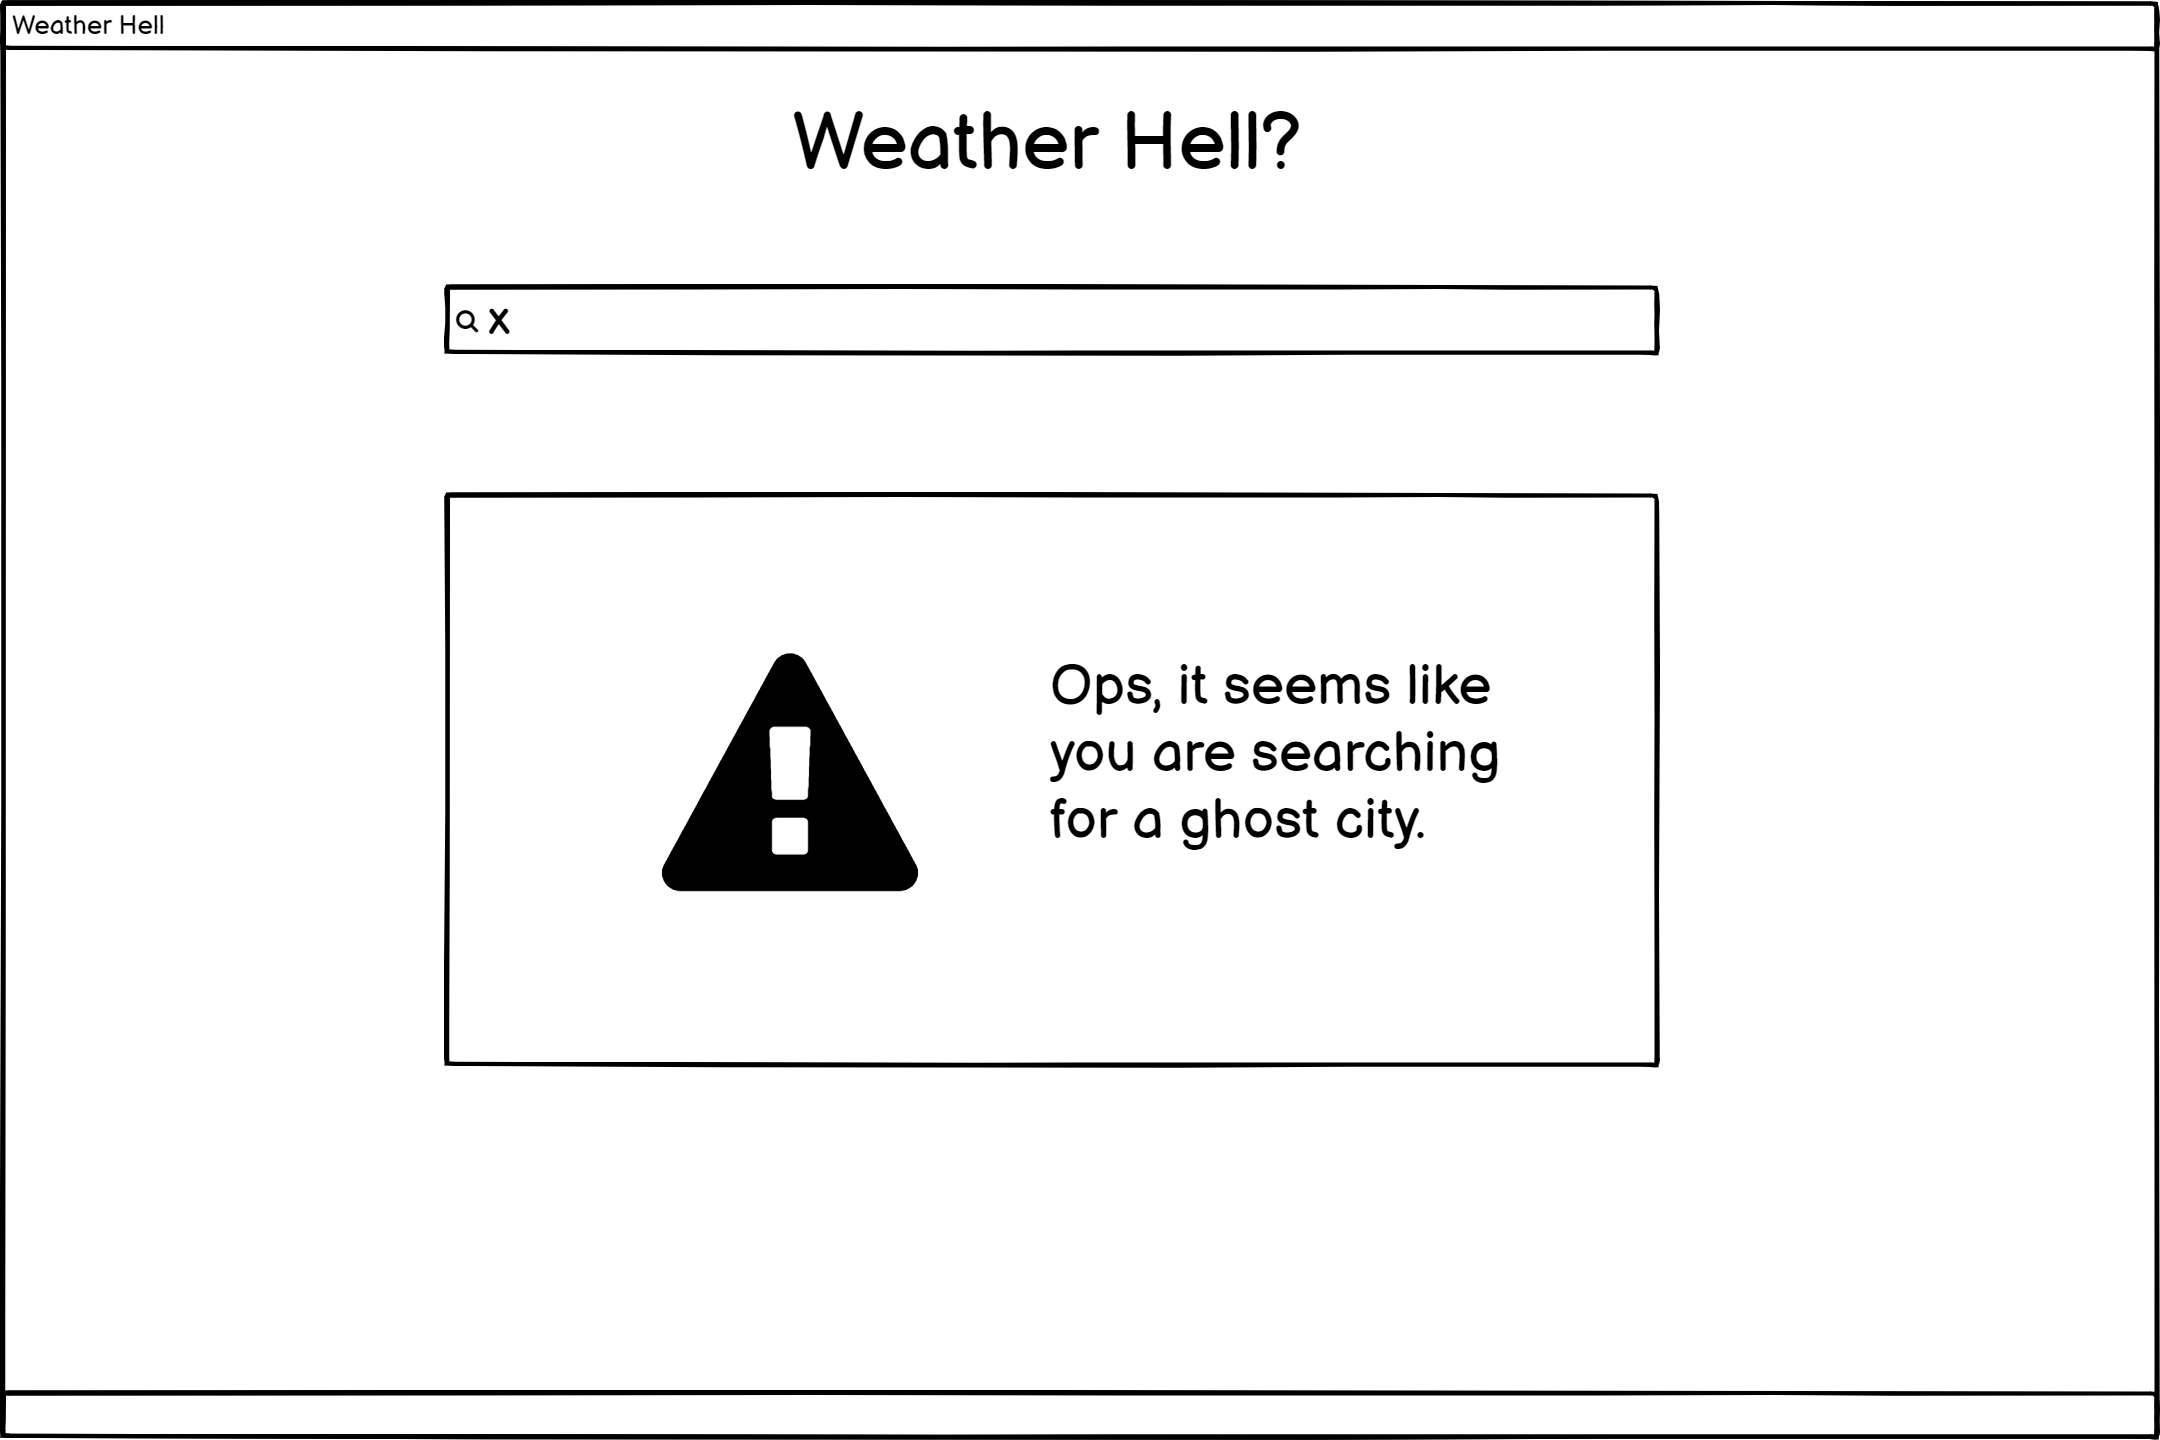 Weather Hell
Weather Hell?
X
Ops, it seems like
you are searching
for a ghost city.